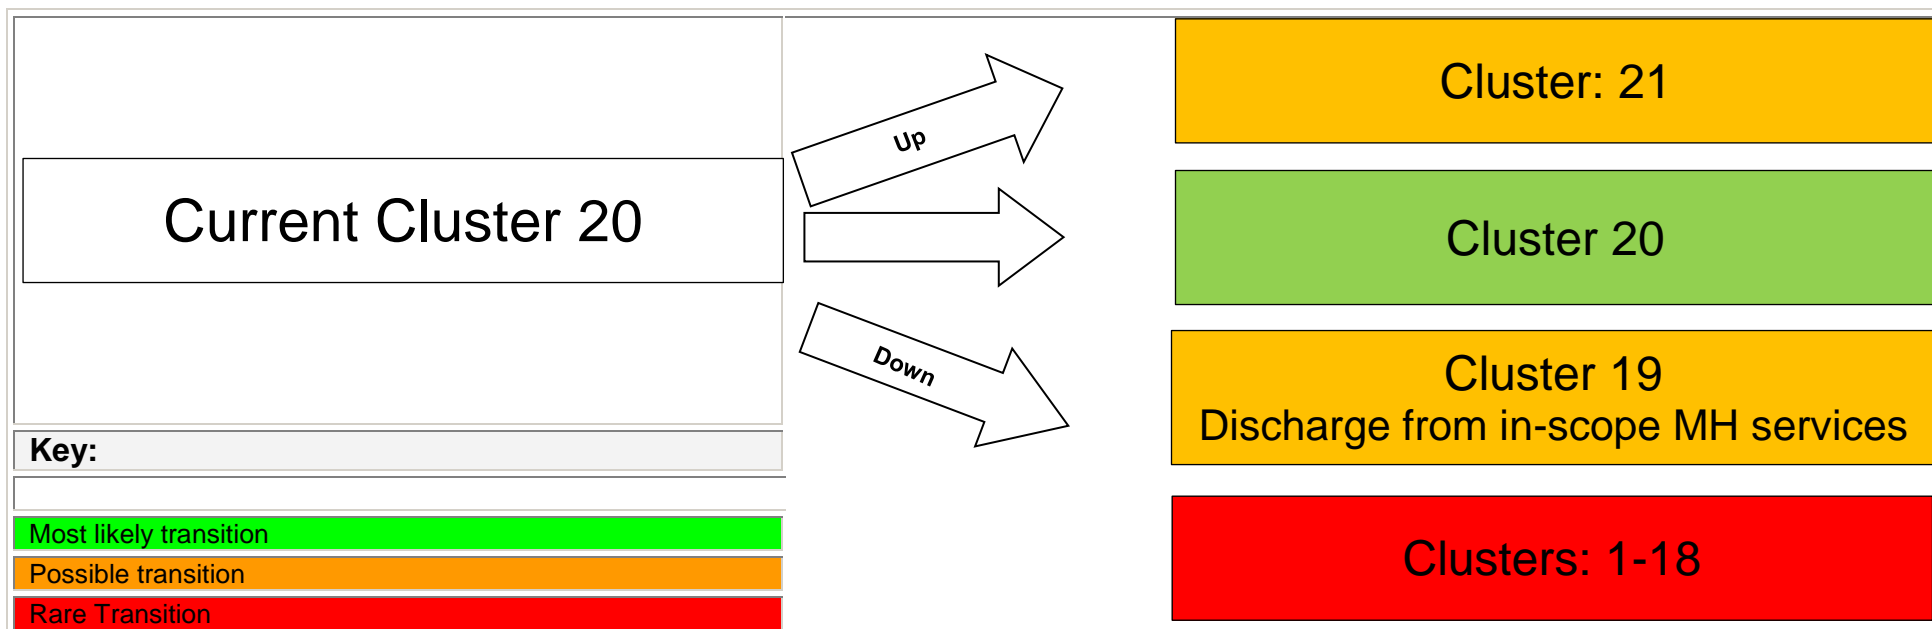 Current Cluster 20
Key:
Most likely transition
Possible transition
Rare Transition
Up
Down
Cluster: 21
Cluster 20
Cluster 19
Discharge from in-scope MH services
Clusters: 1-18